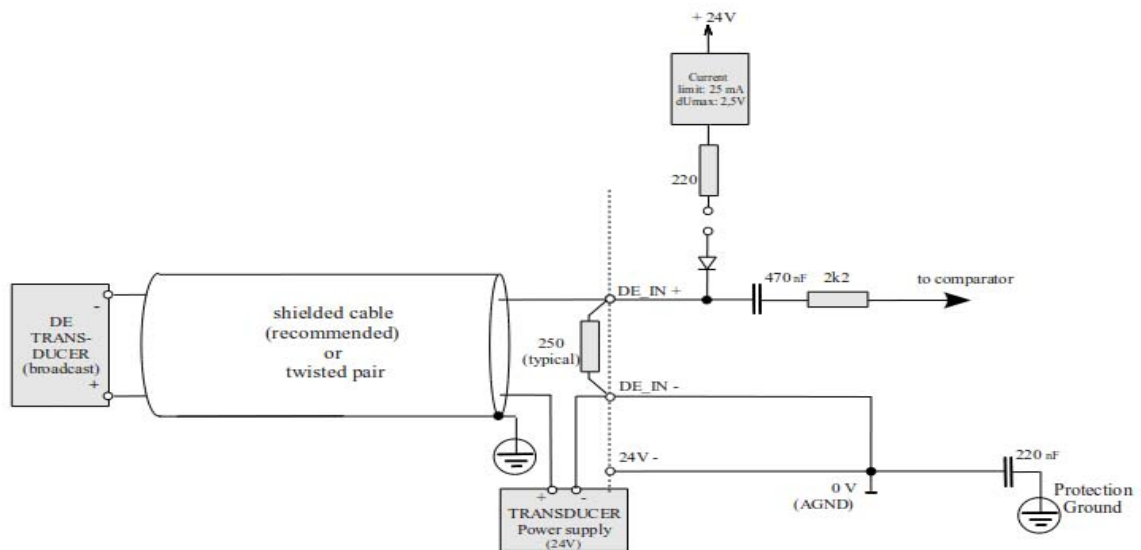 + 24V
Current
limit: 25 mA
dUmax: 2,5V
220
470 nF
2k2
to comparator
DE_IN +
-
DE
TRANS-
DUCER
(broadcast)
+
shielded cable
(recommended)
or
twisted pair
250
(typical)
DE_IN -
24V -
220 nF
0 V
(AGND)
Protection
Ground
+ -
TRANSDUCER
Power supply
(24V)